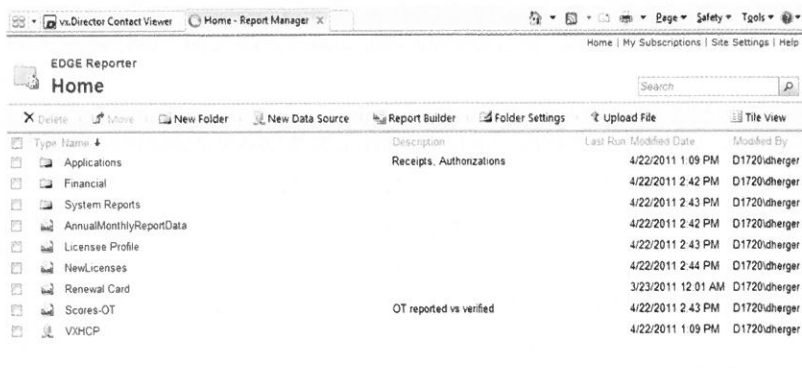 vx.Director Contact Viewer Home - Report Manager X Page Safety Tools
Home | My Subscriptions | Site Settings | Help
EDGE Reporter
Home
Search
Delete Move New Folder New Data Source Report Builder Folder Settings Upload File Tile View
Type Name Description Last Run Modified Date Modified By
Applications Receipts, Authorizations 4/22/2011 1:09 PM D1720\dherger
Financial 4/22/2011 2:42 PM D1720\dherger
System Reports 4/22/2011 2:43 PM D1720\dherger
AnnualMonthlyReportData 4/22/2011 2:42 PM D1720\dherger
Licensee Profile 4/22/2011 2:43 PM D1720\dherger
NewLicenses 4/22/2011 2:44 PM D1720\dherger
Renewal Card 3/23/2011 12:01 AM D1720\dherger
Scores-OT OT reported vs verified 4/22/2011 2:43 PM D1720\dherger
VXHCP 4/22/2011 1:09 PM D1720\dherger